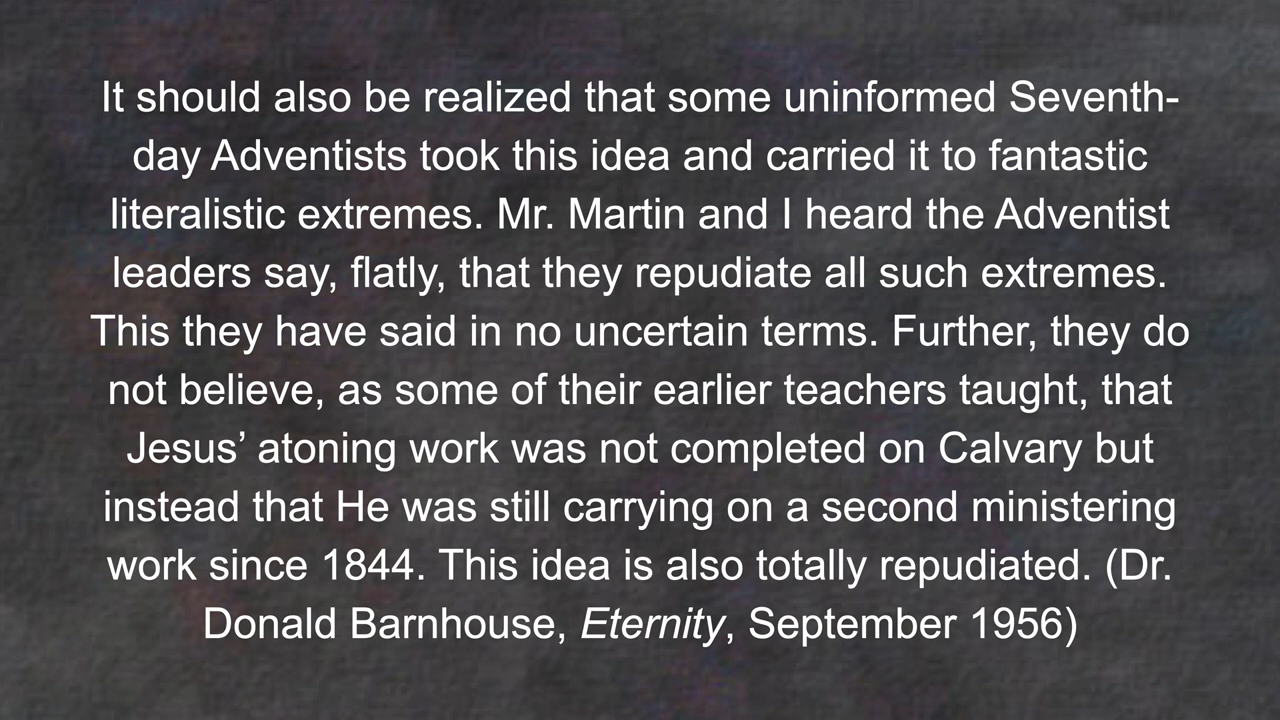 It should also be realized that some uninformed Seventh-
day Adventists took this idea and carried it to fantastic
literalistic extremes. Mr. Martin and I heard the Adventist
leaders say, flatly, that they repudiate all such extremes.
This they have said in no uncertain terms. Further, they do
not believe, as some of their earlier teachers taught, that
Jesus’ atoning work was not completed on Calvary but
instead that He was still carrying on a second ministering
work since 1844. This idea is also totally repudiated. (Dr.
Donald Barnhouse, Eternity, September 1956)